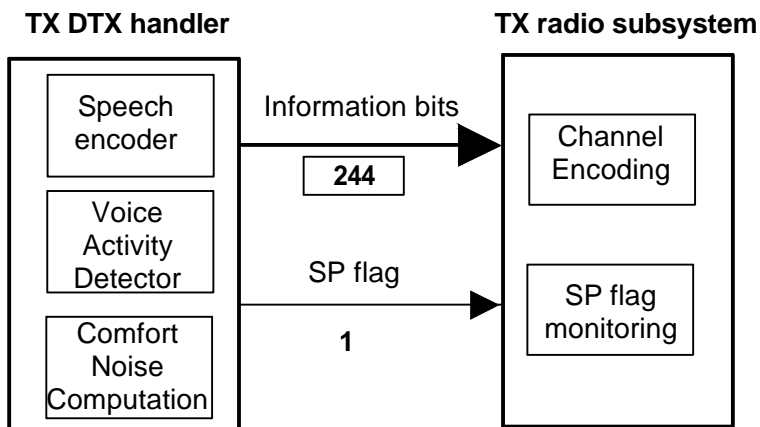 TX DTX handler
TX radio subsystem
Speech
encoder
Information bits
244
Channel
Encoding
Voice
Activity
Detector
SP flag
1
SP flag
monitoring
Comfort
Noise
Computation